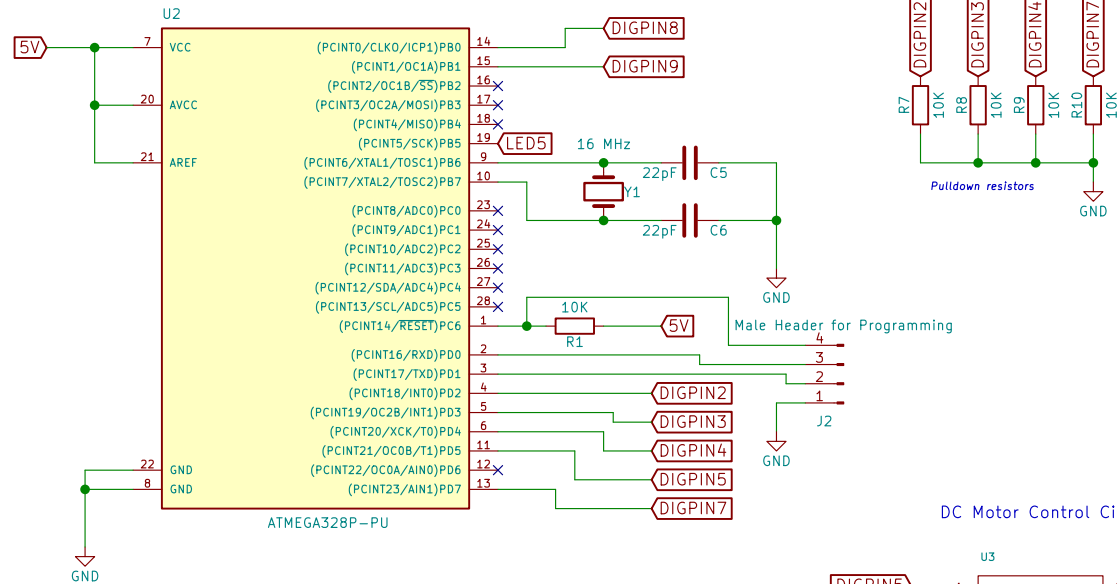 U2
5V
7 VCC
20 AVCC
21 AREF
22 GND
8 GND
GND
(PCINT0/CLKO/ICP1)PB0 14 DIGPIN8
(PCINT1/OC1A)PB1 15 DIGPIN9
(PCINT2/OC1B/SS)PB2 16
(PCINT3/OC2A/MOSI)PB3 17
(PCINT4/MISO)PB4 18
(PCINT5/SCK)PB5 19 LED5
(PCINT6/XTAL1/TOSC1)PB6 9
(PCINT7/XTAL2/TOSC2)PB7 10
(PCINT8/ADC0)PC0 23
(PCINT9/ADC1)PC1 24
(PCINT10/ADC2)PC2 25
(PCINT11/ADC3)PC3 26
(PCINT12/SDA/ADC4)PC4 27
(PCINT13/SCL/ADC5)PC5 28
(PCINT14/RESET)PC6 1
(PCINT16/RXD)PD0 2
(PCINT17/TXD)PD1 3
(PCINT18/INT0)PD2 4 DIGPIN2
(PCINT19/OC2B/INT1)PD3 5 DIGPIN3
(PCINT20/XCK/T0)PD4 6 DIGPIN4
(PCINT21/OC0B/T1)PD5 11 DIGPIN5
(PCINT22/OC0A/AIN0)PD6 12
(PCINT23/AIN1)PD7 13 DIGPIN7
ATMEGA328P-PU
16 MHz
Y1
22pF C5
22pF C6
GND
10K
R1
5V
Male Header for Programming
4
3
2
1
J2
GND
DIGPIN2
DIGPIN3
DIGPIN4
DIGPIN7
R7 10K
R8 10K
R9 10K
R10 10K
Pulldown resistors
GND
DC Motor Control Ci
U3
DIGPIN5